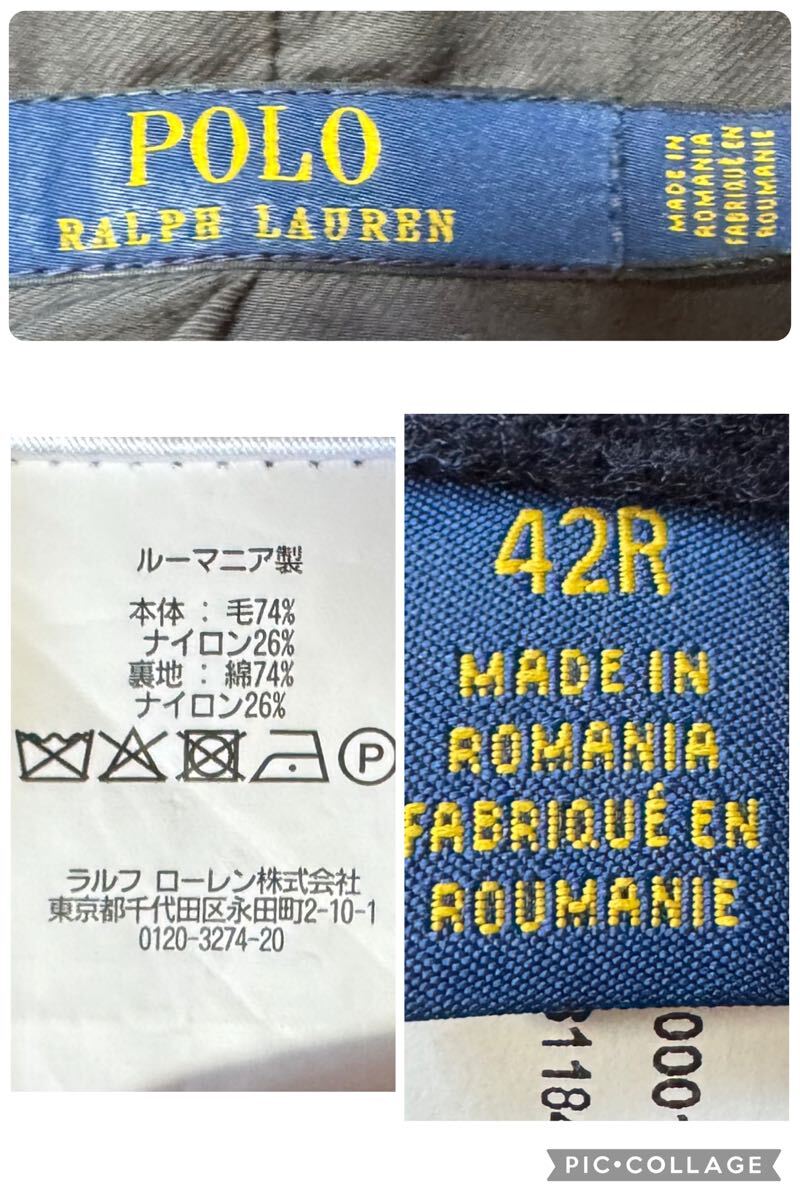 POLO
RALPH LAUREN
MADE IN
ROMANIA
FABRIQUÉ EN
ROUMANIE
ルーマニア製
本体 : 毛74%
ナイロン26%
裏地 : 綿74%
ナイロン26%
P
ラルフ ローレン株式会社
東京都千代田区永田町2-10-1
0120-3274-20
42R
MADE IN
ROMANIA
FABRIQUÉ EN
ROUMANIE
000
PIC•COLLAGE